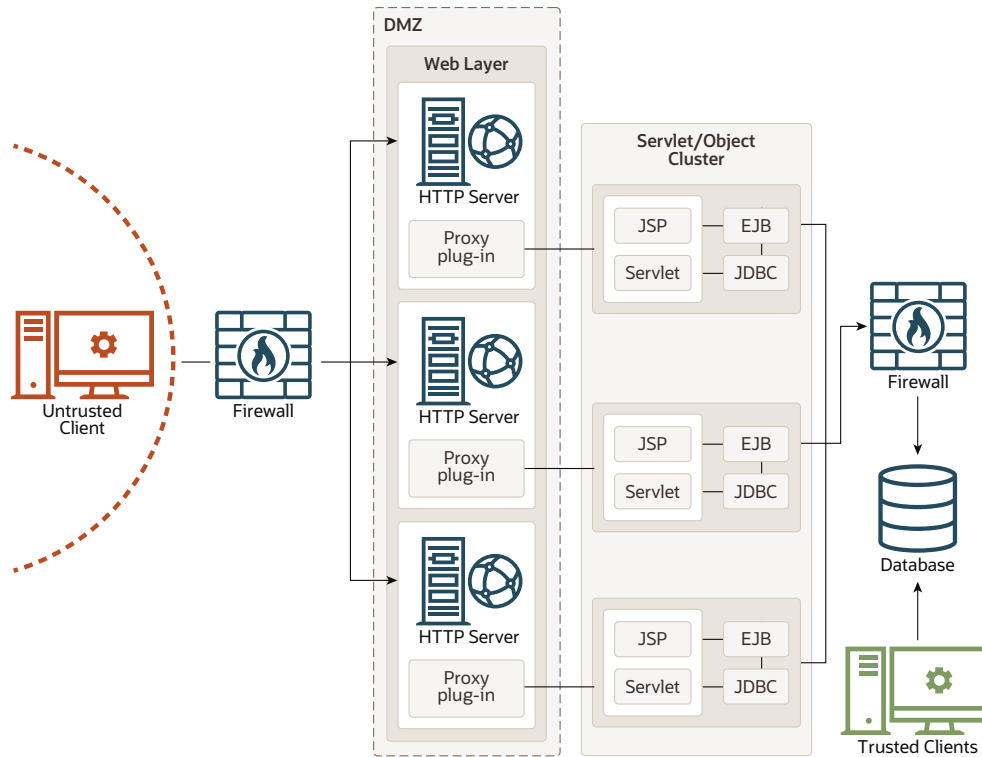 DMZ
Web Layer
HTTP Server
Proxy
plug-in
HTTP Server
Proxy
plug-in
HTTP Server
Proxy
plug-in
Untrusted
Client
Firewall
Servlet/Object
Cluster
JSP
EJB
Servlet
JDBC
JSP
EJB
Servlet
JDBC
JSP
EJB
Servlet
JDBC
Firewall
Database
Trusted Clients